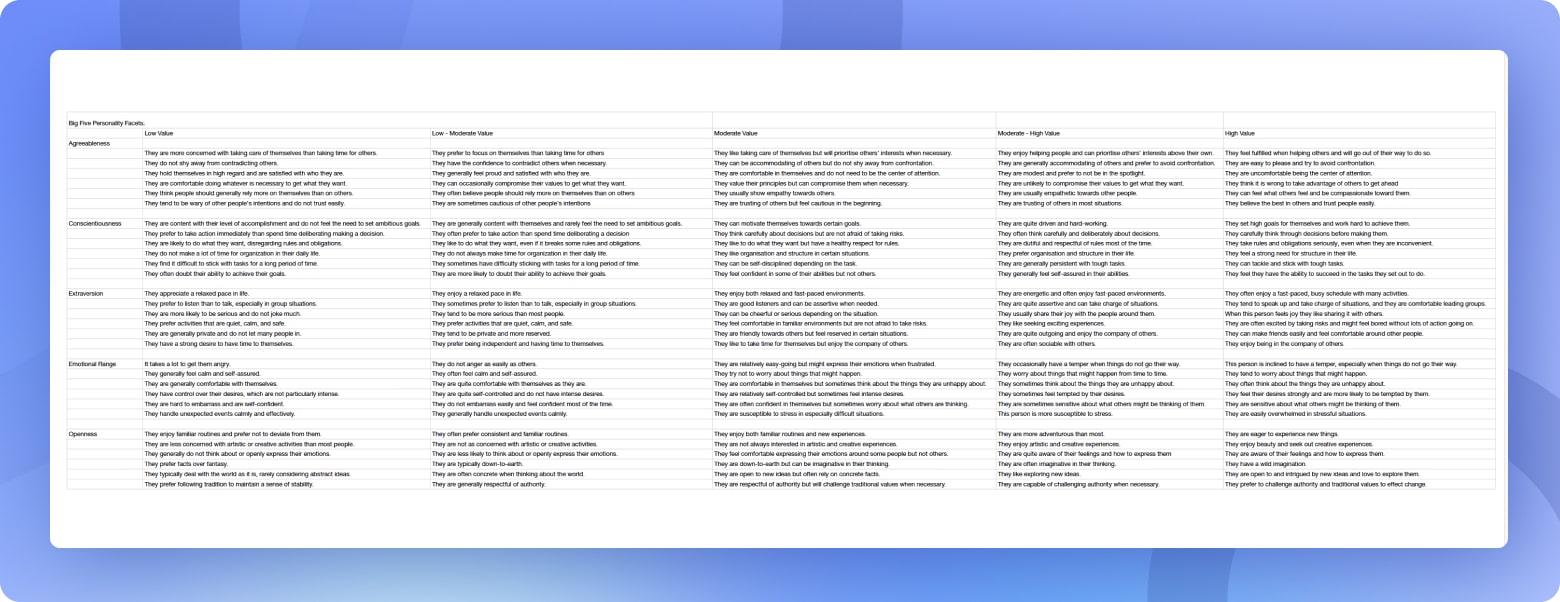 Big Five Personality Facets.
Low Value Low - Moderate Value Moderate Value Moderate - High Value High Value
Agreeableness
They are more concerned with taking care of themselves than taking time for others. They prefer to focus on themselves than taking time for others They like taking care of themselves but will prioritise others' interests when necessary. They enjoy helping people and can prioritise others' interests above their own. They feel fulfilled when helping others and will go out of their way to do so.
They do not shy away from contradicting others. They have the confidence to contradict others when necessary. They can be accommodating of others but do not shy away from confrontation. They are generally accommodating of others and prefer to avoid confrontation. They are easy to please and try to avoid confrontation.
They hold themselves in high regard and are satisfied with who they are. They generally feel proud and satisfied with who they are. They are comfortable in themselves and do not need to be the center of attention. They are modest and prefer to not be in the spotlight. They are uncomfortable being the center of attention.
They are comfortable doing whatever is necessary to get what they want. They can occasionally compromise their values to get what they want. They value their principles but can compromise them when necessary. They are unlikely to compromise their values to get what they want. They think it is wrong to take advantage of others to get ahead
They think people should generally rely more on themselves than on others. They often believe people should rely more on themselves than on others They usually show empathy towards others. They are usually empathetic towards other people. They can feel what others feel and be compassionate toward them.
They tend to be wary of other people's intentions and do not trust easily. They are sometimes cautious of other people's intentions They are trusting of others but feel cautious in the beginning. They are trusting of others in most situations. They believe the best in others and trust people easily.
Conscientiousness They are content with their level of accomplishment and do not feel the need to set ambitious goals. They are generally content with themselves and rarely feel the need to set ambitious goals. They can motivate themselves towards certain goals. They are quite driven and hard-working. They set high goals for themselves and work hard to achieve them.
They prefer to take action immediately than spend time deliberating making a decision. They often prefer to take action than spend time deliberating a decision They think carefully about decisions but are not afraid of taking risks. They often think carefully and deliberately about decisions. They carefully think through decisions before making them.
They are likely to do what they want, disregarding rules and obligations. They like to do what they want, even if it breaks some rules and obligations. They like to do what they want but have a healthy respect for rules. They are dutiful and respectful of rules most of the time. They take rules and obligations seriously, even when they are inconvenient.
They do not make a lot of time for organization in their daily life. They do not always make time for organization in their daily life. They like organisation and structure in certain situations. They prefer organisation and structure in their life. They feel a strong need for structure in their life.
They find it difficult to stick with tasks for a long period of time. They sometimes have difficulty sticking with tasks for a long period of time. They can be self-disciplined depending on the task. They are generally persistent with tough tasks. They can tackle and stick with tough tasks.
They often doubt their ability to achieve their goals. They are more likely to doubt their ability to achieve their goals. They feel confident in some of their abilities but not others. They generally feel self-assured in their abilities. They feel they have the ability to succeed in the tasks they set out to do.
Extraversion They appreciate a relaxed pace in life. They enjoy a relaxed pace in life. They enjoy both relaxed and fast-paced environments. They are energetic and often enjoy fast-paced environments. They often enjoy a fast-paced, busy schedule with many activities.
They prefer to listen than to talk, especially in group situations. They sometimes prefer to listen than to talk, especially in group situations. They are good listeners and can be assertive when needed. They are quite assertive and can take charge of situations. They tend to speak up and take charge of situations, and they are comfortable leading groups.
They are more likely to be serious and do not joke much. They tend to be more serious than most people. They can be cheerful or serious depending on the situation. They usually share their joy with the people around them. When this person feels joy they like sharing it with others.
They prefer activities that are quiet, calm, and safe. They prefer activities that are quiet, calm, and safe. They feel comfortable in familiar environments but are not afraid to take risks. They like seeking exciting experiences. They are often excited by taking risks and might feel bored without lots of action going on.
They are generally private and do not let many people in. They tend to be private and more reserved. They are friendly towards others but feel reserved in certain situations. They are quite outgoing and enjoy the company of others. They can make friends easily and feel comfortable around other people.
They have a strong desire to have time to themselves. They prefer being independent and having time to themselves. They like to take time for themselves but enjoy the company of others. They are often sociable with others. They enjoy being in the company of others.
Emotional Range It takes a lot to get them angry. They do not anger as easily as others. They are relatively easy-going but might express their emotions when frustrated. They occasionally have a temper when things do not go their way. This person is inclined to have a temper, especially when things do not go their way.
They generally feel calm and self-assured. They often feel calm and self-assured. They try not to worry about things that might happen. They worry about things that might happen from time to time. They tend to worry about things that might happen.
They are generally comfortable with themselves. They are quite comfortable with themselves as they are. They are comfortable in themselves but sometimes think about the things they are unhappy about. They sometimes think about the things they are unhappy about. They often think about the things they are unhappy about.
They have control over their desires, which are not particularly intense. They are quite self-controlled and do not have intense desires. They are relatively self-controlled but sometimes feel intense desires. They sometimes feel tempted by their desires. They feel their desires strongly and are more likely to be tempted by them.
They are hard to embarrass and are self-confident. They do not embarrass easily and feel confident most of the time. They are often confident in themselves but sometimes worry about what others are thinking. They are sometimes sensitive about what others might be thinking of them. They are sensitive about what others might be thinking of them.
They handle unexpected events calmly and effectively. They generally handle unexpected events calmly. They are susceptible to stress in especially difficult situations. This person is more susceptible to stress. They are easily overwhelmed in stressful situations.
Openness They enjoy familiar routines and prefer not to deviate from them. They often prefer consistent and familiar routines. They enjoy both familiar routines and new experiences. They are more adventurous than most. They are eager to experience new things
They are less concerned with artistic or creative activities than most people. They are not as concerned with artistic or creative activities. They are not always interested in artistic and creative experiences. They enjoy artistic and creative experiences. They enjoy beauty and seek out creative experiences.
They generally do not think about or openly express their emotions. They are less likely to think about or openly express their emotions. They feel comfortable expressing their emotions around some people but not others. They are quite aware of their feelings and how to express them They are aware of their feelings and how to express them.
They prefer facts over fantasy. They are typically down-to-earth. They are down-to-earth but can be imaginative in their thinking. They are often imaginative in their thinking. They have a wild imagination.
They typically deal with the world as it is, rarely considering abstract ideas. They are often concrete when thinking about the world. They are open to new ideas but often rely on concrete facts. They like exploring new ideas. They are open to and intrigued by new ideas and love to explore them.
They prefer following tradition to maintain a sense of stability. They are generally respectful of authority. They are respectful of authority but will challenge traditional values when necessary. They are capable of challenging authority when necessary. They prefer to challenge authority and traditional values to effect change.